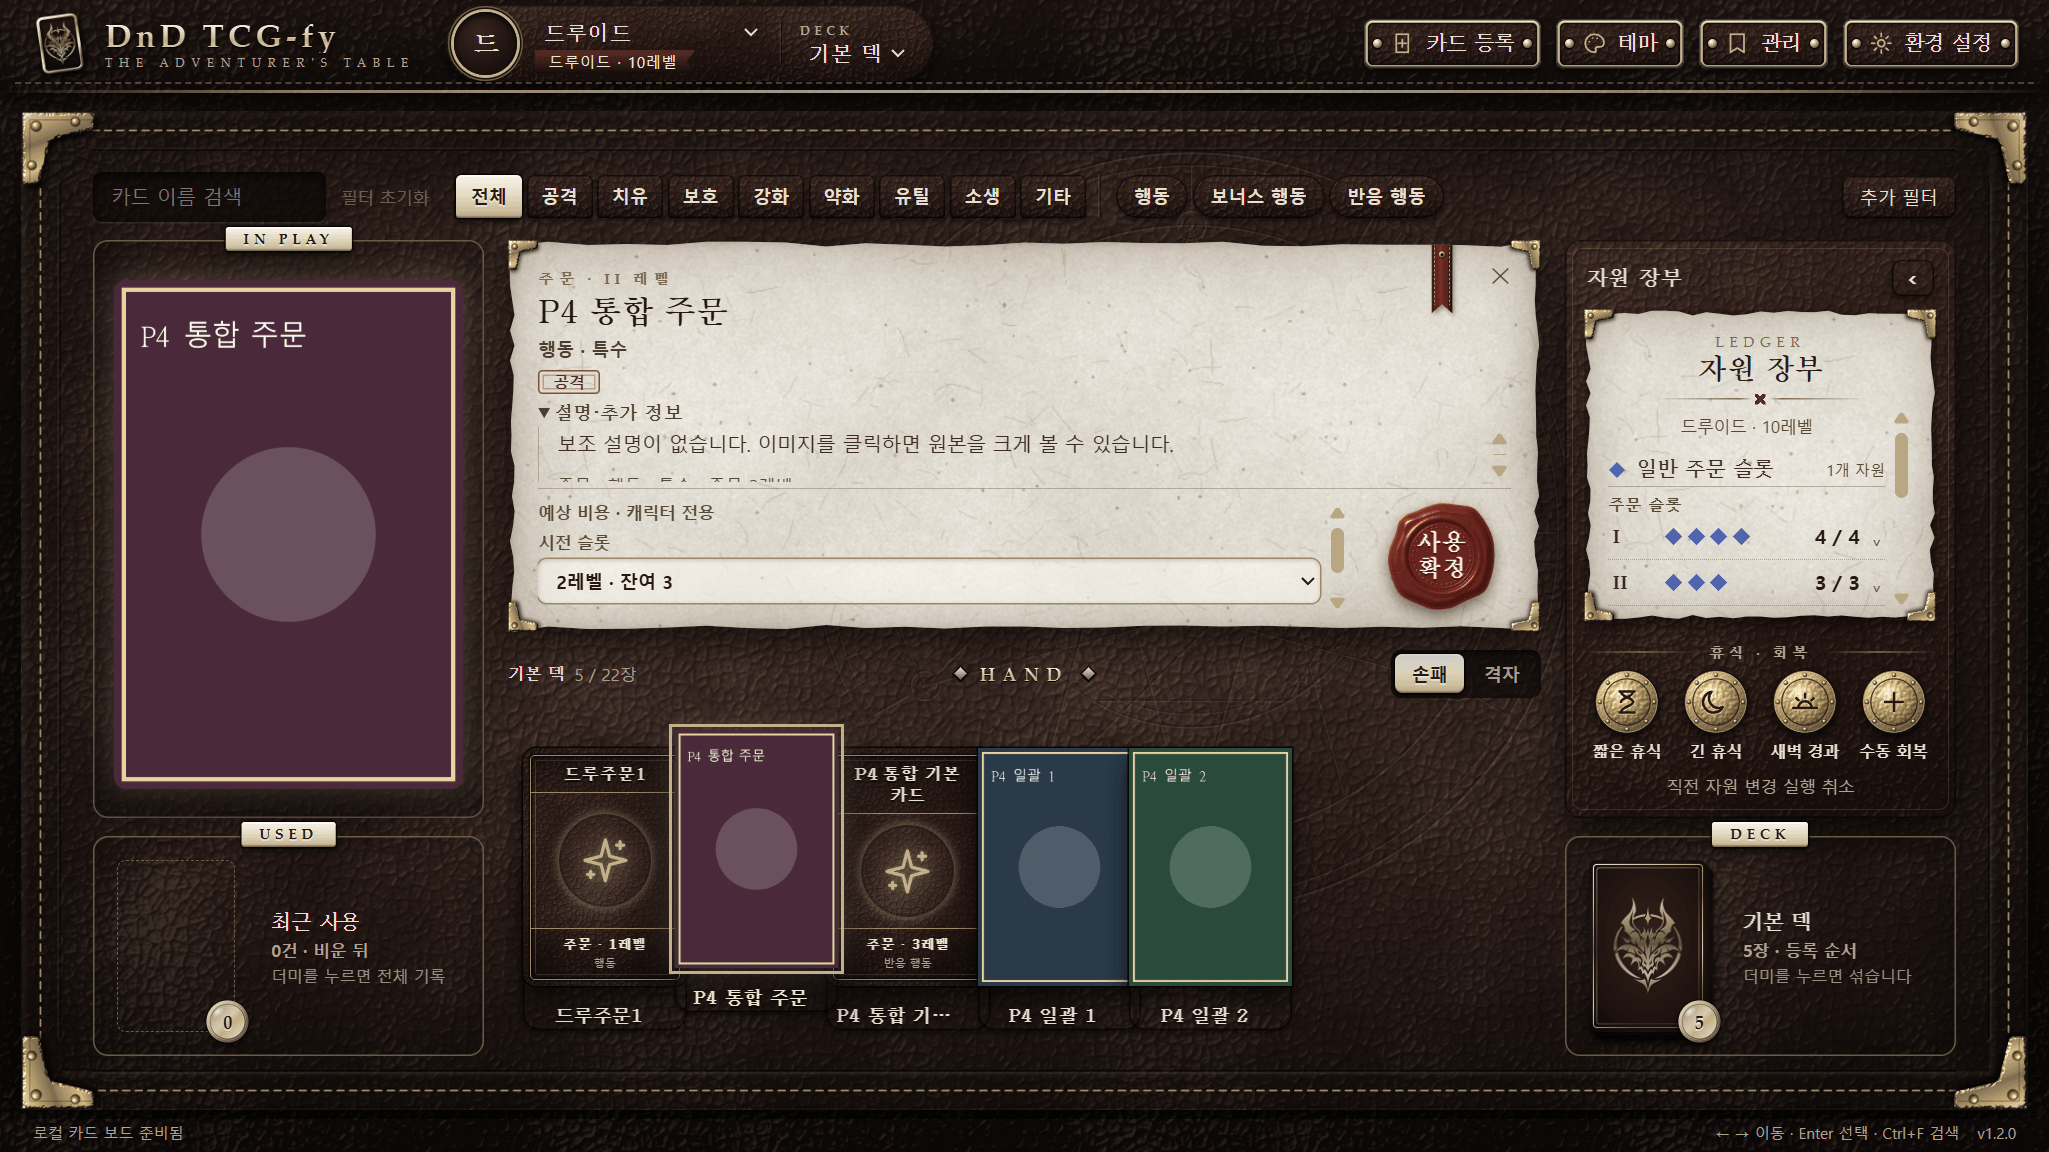 DnD TCG-fy
THE ADVENTURER'S TABLE
드
드루이드
드루이드 · 10레벨
DECK
기본 덱
카드 등록
테마
관리
환경 설정
카드 이름 검색
필터 초기화
전체
공격
치유
보호
강화
약화
유틸
소생
기타
행동
보너스 행동
반응 행동
추가 필터
IN PLAY
P4 통합 주문
주문 · II 레벨
P4 통합 주문
행동 · 특수
공격
▼ 설명·추가 정보
보조 설명이 없습니다. 이미지를 클릭하면 원본을 크게 볼 수 있습니다.
예상 비용 · 캐릭터 전용
시전 슬롯
2레벨 · 잔여 3
사용
확정
자원 장부
LEDGER
자원 장부
드루이드 · 10레벨
일반 주문 슬롯
1개 자원
주문 슬롯
I
4 / 4
II
3 / 3
휴식 · 회복
짧은 휴식
긴 휴식
새벽 경과
수동 회복
직전 자원 변경 실행 취소
USED
최근 사용
0건 · 비운 뒤
더미를 누르면 전체 기록
0
기본 덱 5 / 22장
HAND
손패
격자
드루주문1
주문 · 1레벨
행동
드루주문1
P4 통합 주문
P4 통합 주문
P4 통합 기본
카드
주문 · 3레벨
반응 행동
P4 통합 기…
P4 일괄 1
P4 일괄 1
P4 일괄 2
P4 일괄 2
DECK
기본 덱
5장 · 등록 순서
더미를 누르면 섞습니다
5
로컬 카드 보드 준비됨
←→ 이동 · Enter 선택 · Ctrl+F 검색
v1.2.0